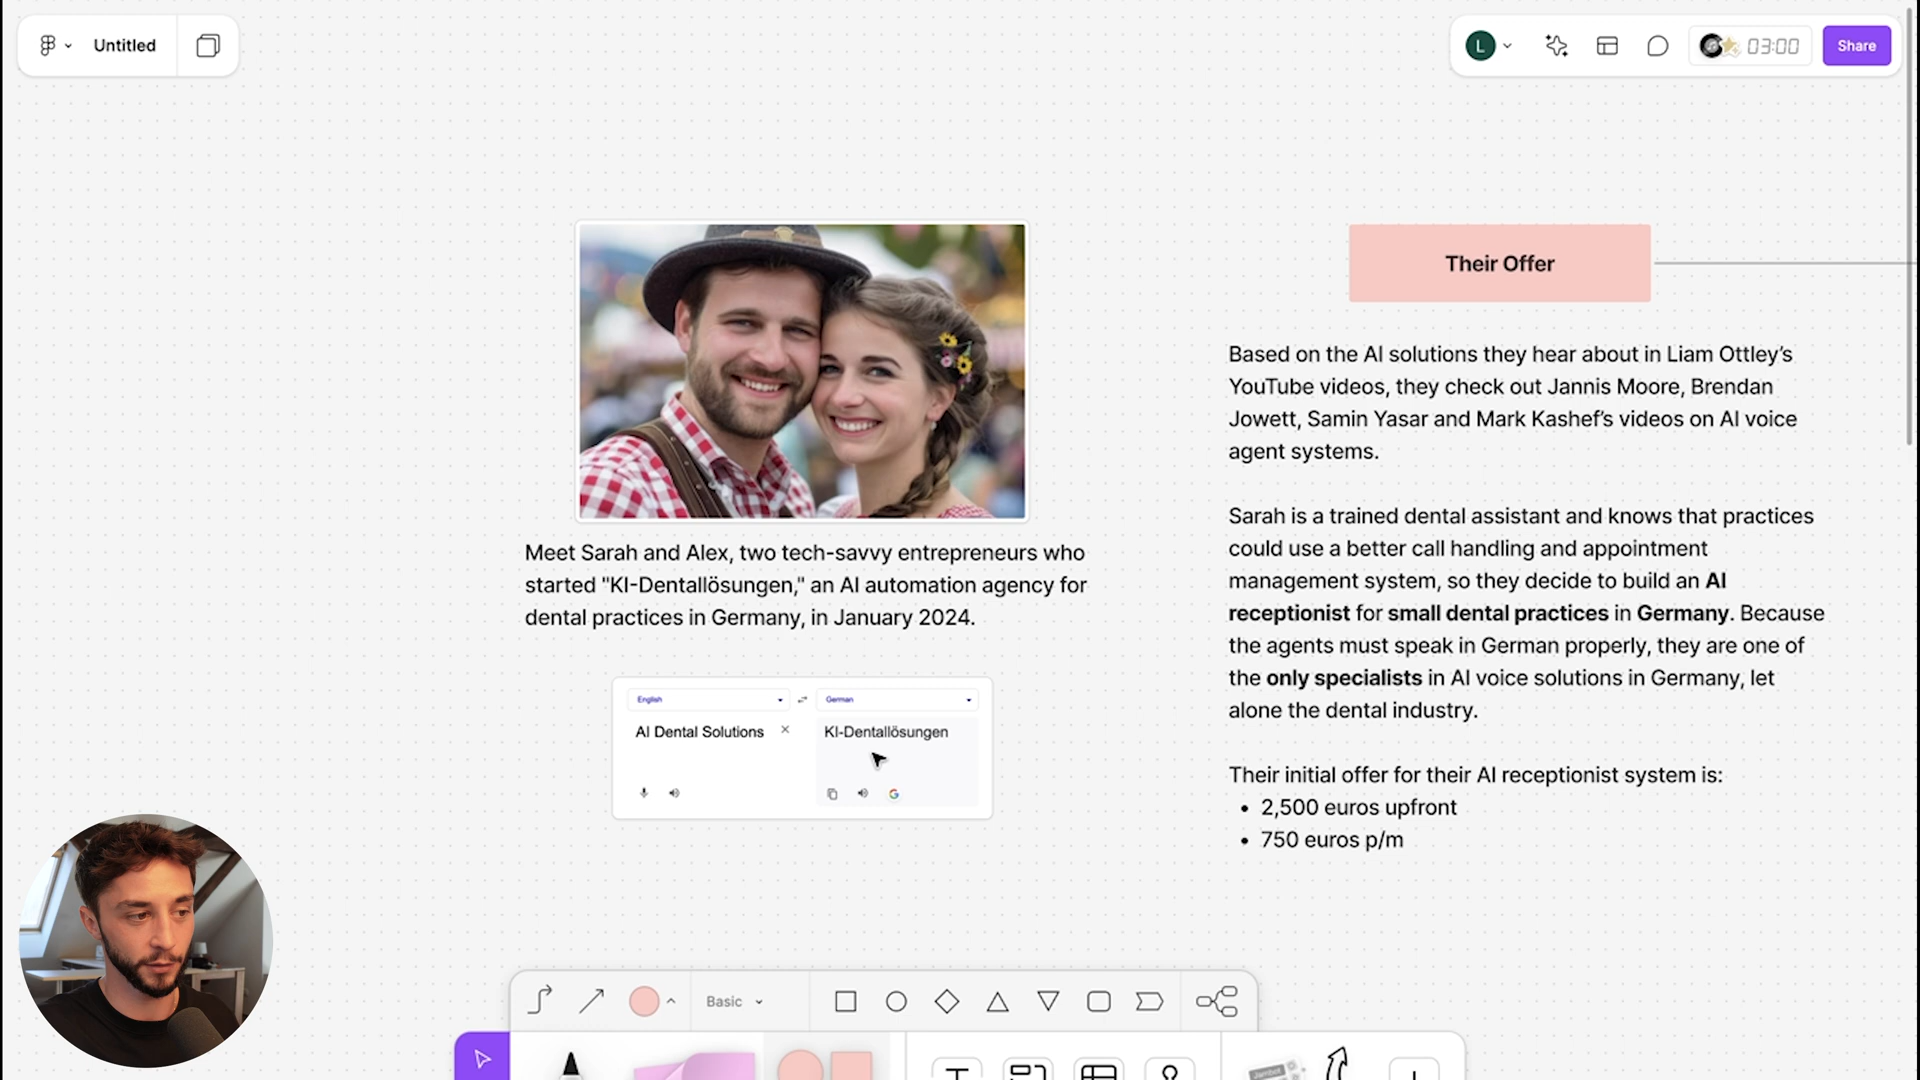 Untitled
L
03:00
Share
Their Offer
Based on the AI solutions they hear about in Liam Ottley’s
YouTube videos, they check out Jannis Moore, Brendan
Jowett, Samin Yasar and Mark Kashef’s videos on AI voice
agent systems.
Sarah is a trained dental assistant and knows that practices
could use a better call handling and appointment
management system, so they decide to build an AI
receptionist for small dental practices in Germany. Because
the agents must speak in German properly, they are one of
the only specialists in AI voice solutions in Germany, let
alone the dental industry.
Their initial offer for their AI receptionist system is:
• 2,500 euros upfront
• 750 euros p/m
Meet Sarah and Alex, two tech-savvy entrepreneurs who
started "KI-Dentallösungen," an AI automation agency for
dental practices in Germany, in January 2024.
English
German
AI Dental Solutions
KI-Dentallösungen
Basic